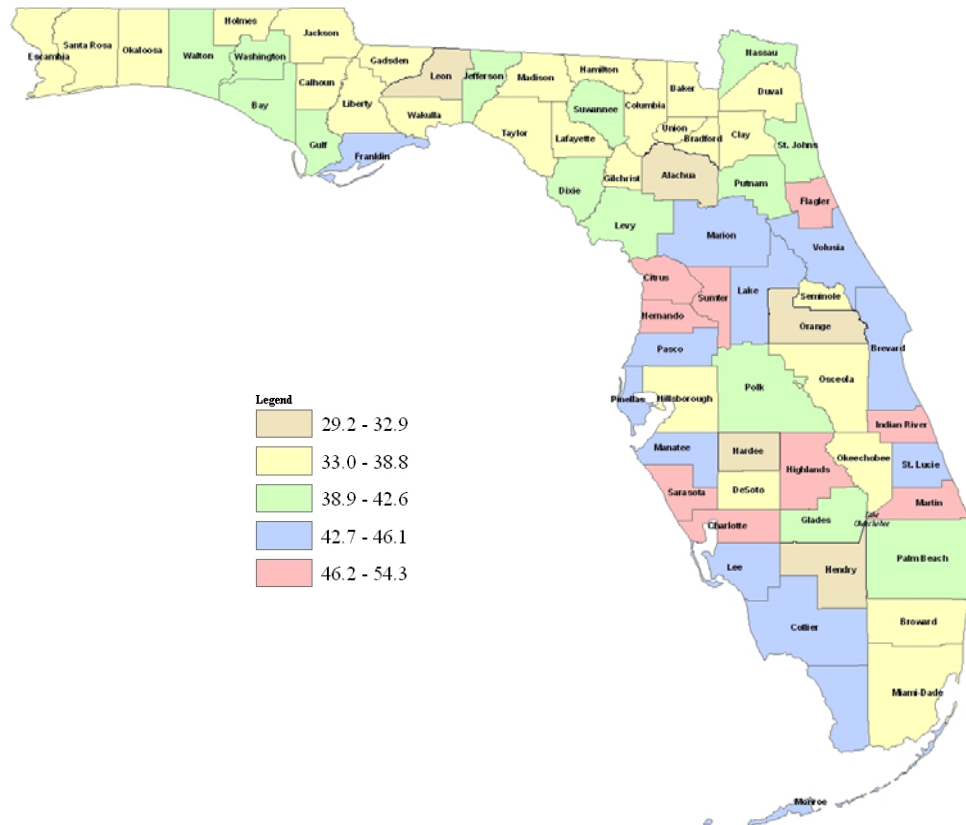 Holmes
Jackson
Escambia
Santa Rosa
Okaloosa
Walton
Washington
Gadsden
Leon
Jefferson
Madison
Hamilton
Nassau
Calhoun
Bay
Liberty
Wakulla
Taylor
Suwannee
Columbia
Baker
Duval
Lafayette
Union
Bradford
Clay
St. Johns
Gulf
Franklin
Dixie
Gilchrist
Alachua
Putnam
Flagler
Levy
Marion
Volusia
Citrus
Sumter
Lake
Seminole
Hernando
Orange
Brevard
Pasco
Polk
Osceola
Pinellas
Hillsborough
Indian River
Manatee
Hardee
Highlands
Okeechobee
St. Lucie
Sarasota
DeSoto
Martin
Charlotte
Glades
Lake
Okeechobee
Lee
Hendry
Palm Beach
Collier
Broward
Miami-Dade
Monroe
Legend
29.2 - 32.9
33.0 - 38.8
38.9 - 42.6
42.7 - 46.1
46.2 - 54.3